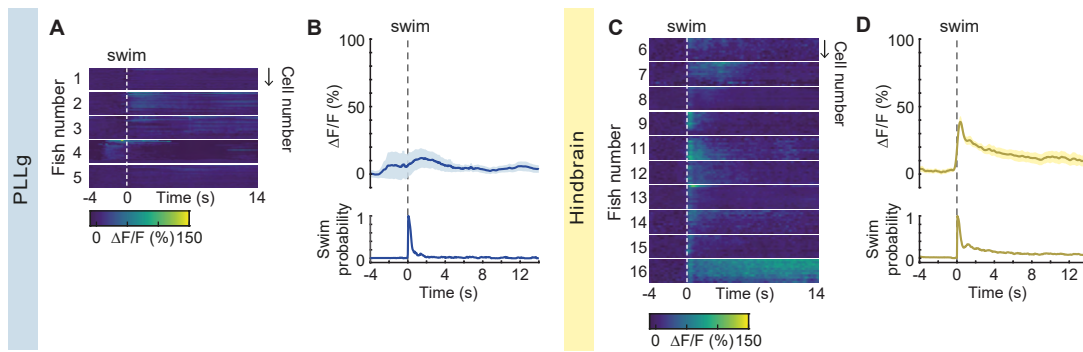 PLLg
A
swim
Fish number
1
2
3
4
5
Cell number
-4
0
Time (s)
14
0
ΔF/F (%)
150
B
swim
ΔF/F (%)
100
50
0
Swim
probability
1
0
-4
0
4
8
12
Time (s)
Hindbrain
C
swim
Fish number
6
7
8
9
11
12
13
14
15
16
Cell number
-4
0
Time (s)
14
0
ΔF/F (%)
150
D
swim
ΔF/F (%)
100
50
0
Swim
probability
1
0
-4
0
4
8
12
Time (s)